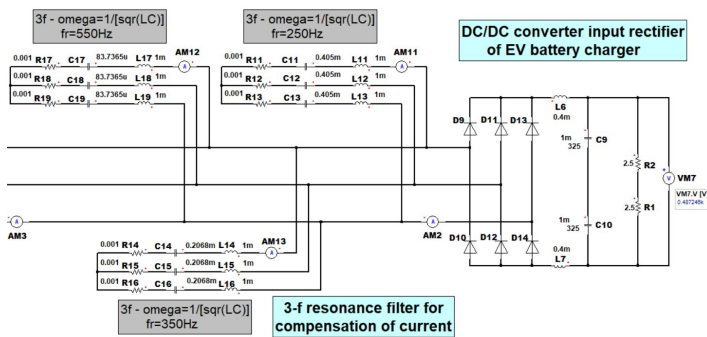 3f - omega=1/[sqr(LC)]
fr=550Hz
3f - omega=1/[sqr(LC)]
fr=250Hz
DC/DC converter input rectifier
of EV battery charger
0.001 R17 C17 83.7365u L17 1m AM12
0.001 R18 C18 83.7365u L18 1m
0.001 R19 C19 83.7365u L19 1m
0.001 R11 C11 0.405m L11 1m AM11
0.001 R12 C12 0.405m L12 1m
0.001 R13 C13 0.405m L13 1m
A
A
L6
0.4m
D9 D11 D13
1m
325 C9
2.5 R2
V VM7
VM7.V [V
0.487246k
2.5 R1
1m
325 C10
A
AM3
A
AM2
D10 D12 D14
0.4m
L7
0.001 R14 C14 0.2068m L14 1m AM13
0.001 R15 C15 0.2068m L15 1m
0.001 R16 C16 0.2068m L16 1m
A
3f - omega=1/[sqr(LC)]
fr=350Hz
3-f resonance filter for
compensation of current